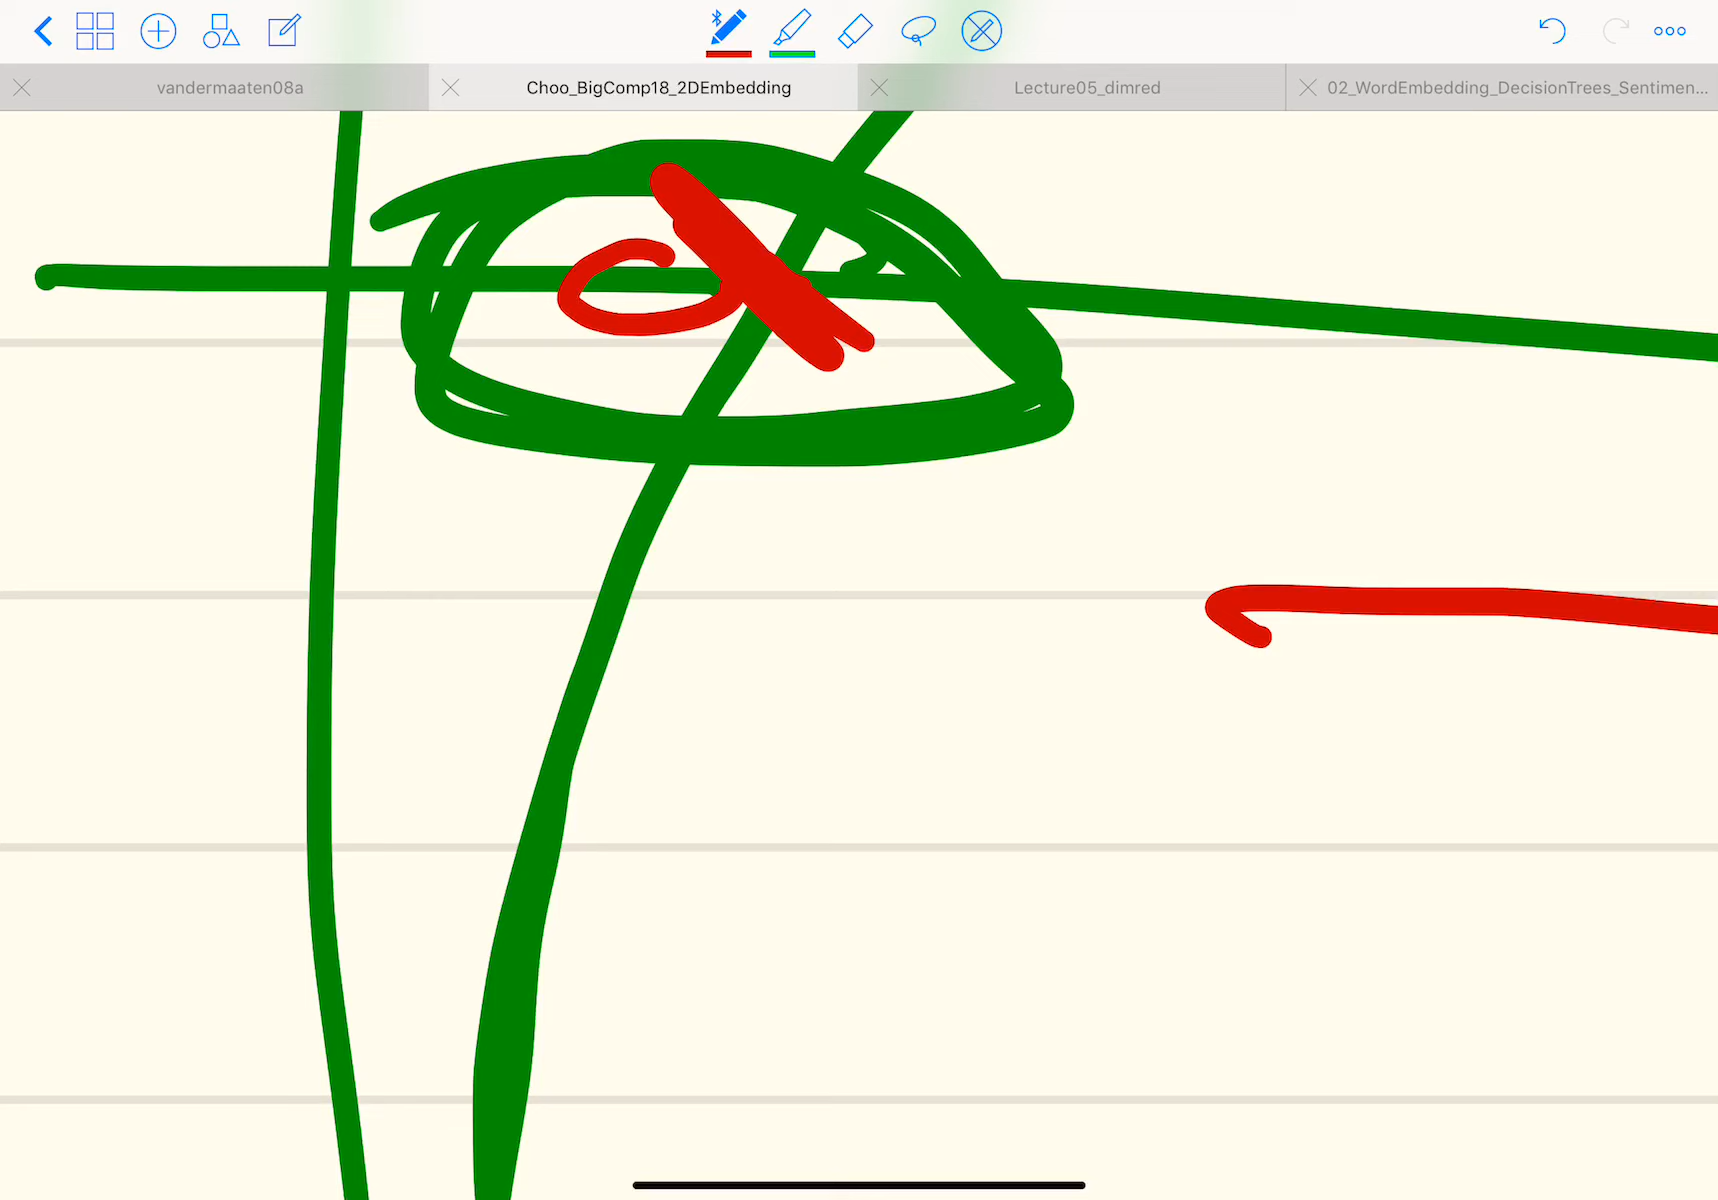 vandermaaten08a
Choo_BigComp18_2DEmbedding
Lecture05_dimred
02_WordEmbedding_DecisionTrees_Sentimen...